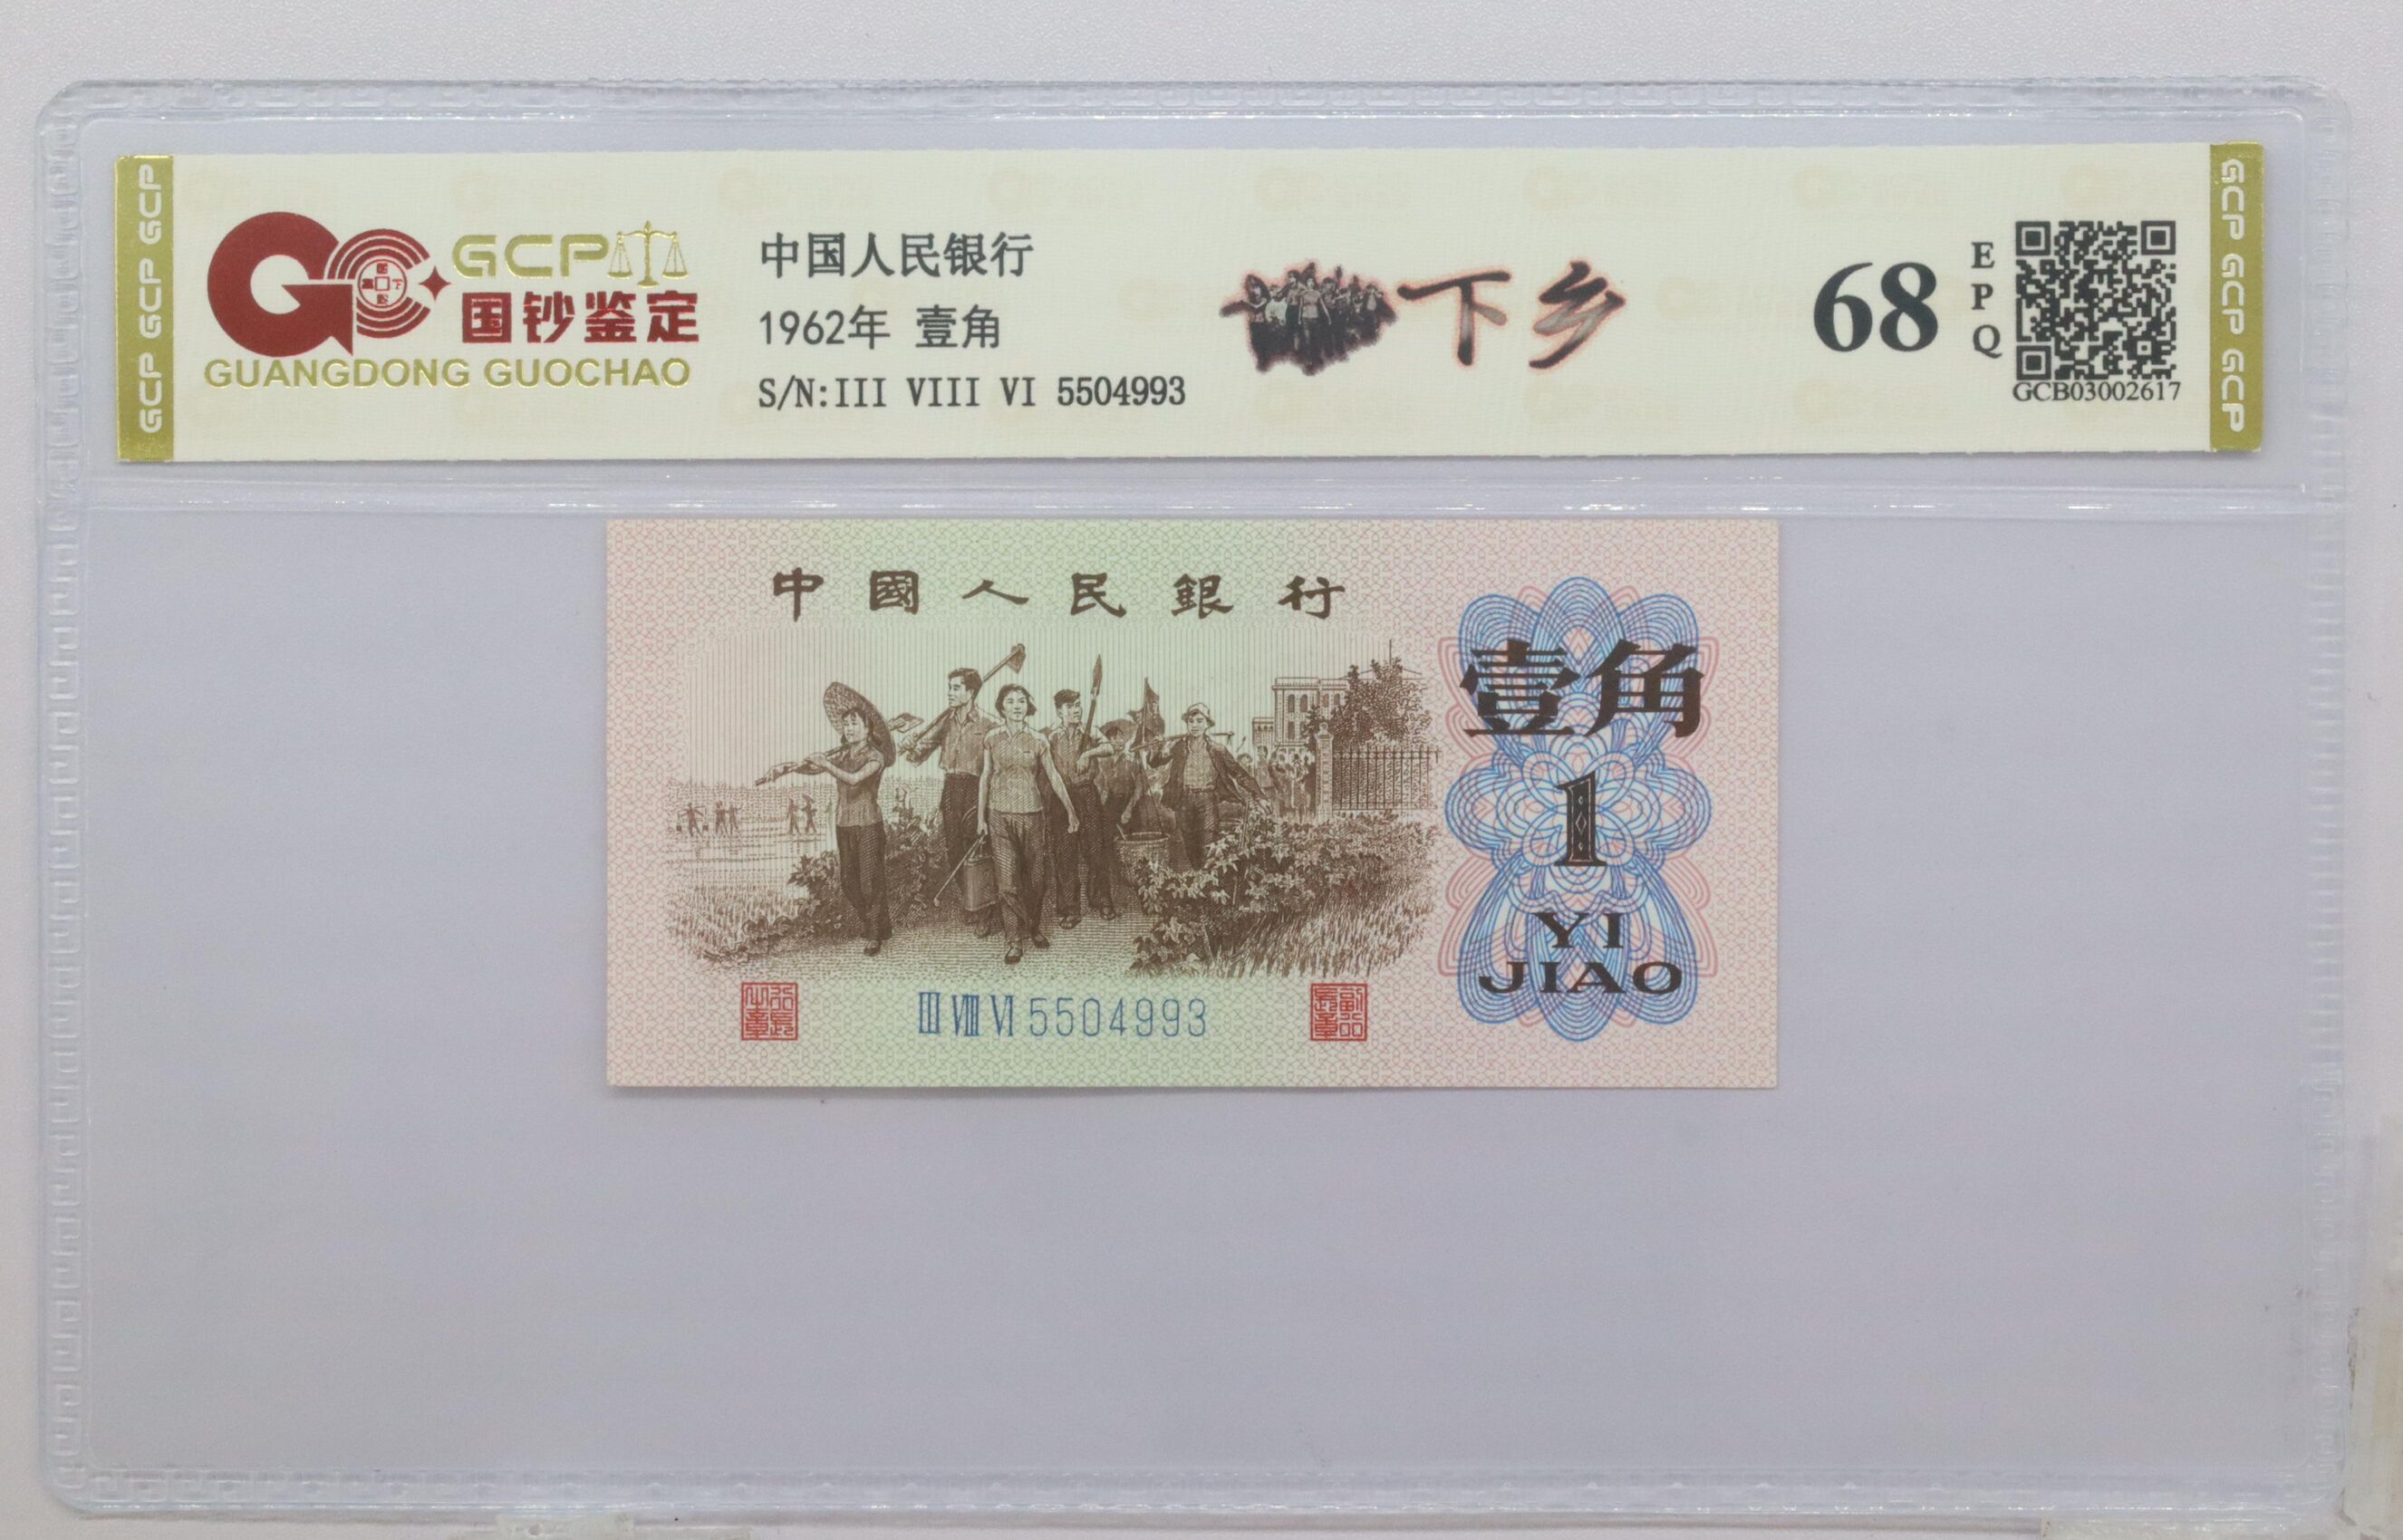 GCP GCP GCP
GCP
国钞鉴定
GUANGDONG GUOCHAO
中国人民银行
1962年 壹角
S/N:III VIII VI 5504993
下乡
68
EPQ
GCB03002617
GCP GCP GCP
中國人民銀行
壹角
1
YI
JIAO
III VIII VI 5504993